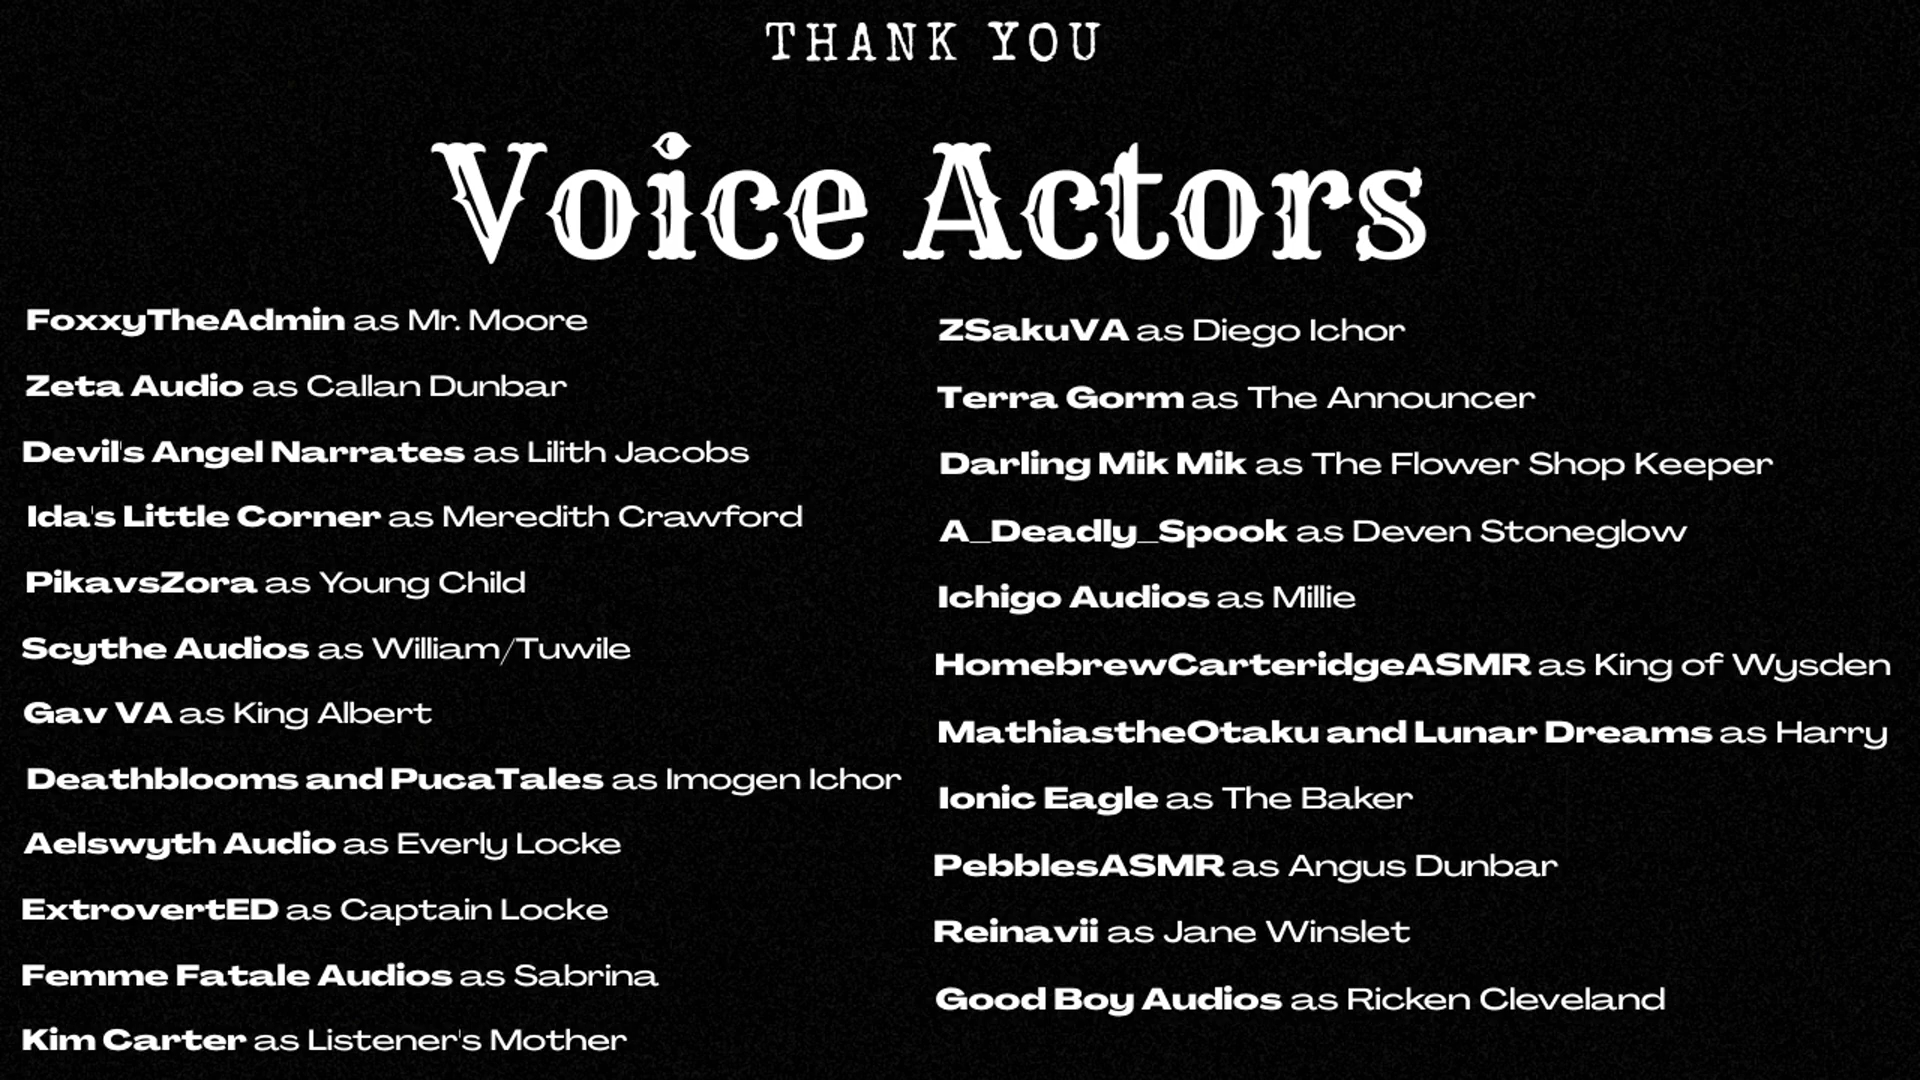 THANK YOU
Voice Actors
FoxxyTheAdmin as Mr. Moore
Zeta Audio as Callan Dunbar
Devil's Angel Narrates as Lilith Jacobs
Ida's Little Corner as Meredith Crawford
PikavsZora as Young Child
Scythe Audios as William/Tuwile
Gav VA as King Albert
Deathblooms and PucaTales as Imogen Ichor
Aelswyth Audio as Everly Locke
ExtrovertED as Captain Locke
Femme Fatale Audios as Sabrina
Kim Carter as Listener's Mother
ZSakuVA as Diego Ichor
Terra Gorm as The Announcer
Darling Mik Mik as The Flower Shop Keeper
A_Deadly_Spook as Deven Stoneglow
Ichigo Audios as Millie
HomebrewCarteridgeASMR as King of Wysden
MathiastheOtaku and Lunar Dreams as Harry
Ionic Eagle as The Baker
PebblesASMR as Angus Dunbar
Reinavii as Jane Winslet
Good Boy Audios as Ricken Cleveland